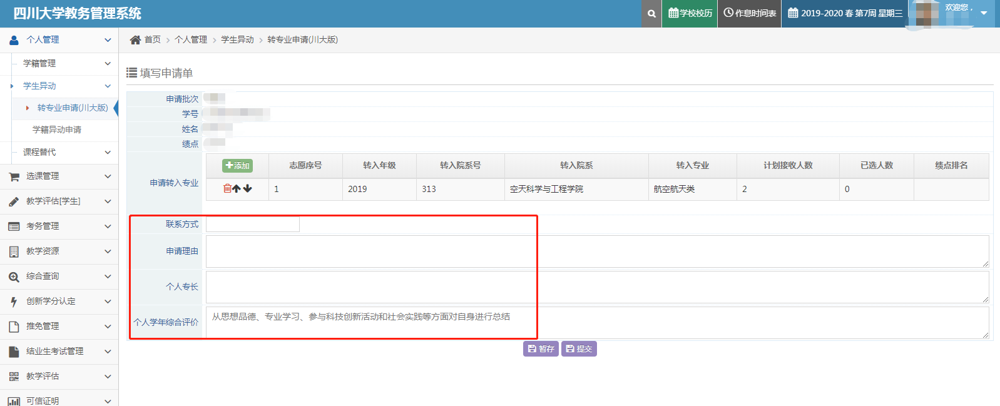 四川大学教务管理系统
学校校历
作息时间表
2019-2020 春 第7周 星期三
欢迎您，
个人管理
学籍管理
学生异动
转专业申请(川大版)
学籍异动申请
课程替代
选课管理
教学评估[学生]
考务管理
教学资源
综合查询
创新学分认定
推免管理
结业生考试管理
教学评估
可信证明
首页 > 个人管理 > 学生异动 > 转专业申请(川大版)
填写申请单
申请批次
学号
姓名
绩点
申请转入专业
添加 志愿序号 转入年级 转入院系号 转入院系 转入专业 计划接收人数 已选人数 绩点排名
1 2019 313 空天科学与工程学院 航空航天类 2 0
联系方式
申请理由
个人专长
个人学年综合评价 从思想品德、专业学习、参与科技创新活动和社会实践等方面对自身进行总结
暂存 提交